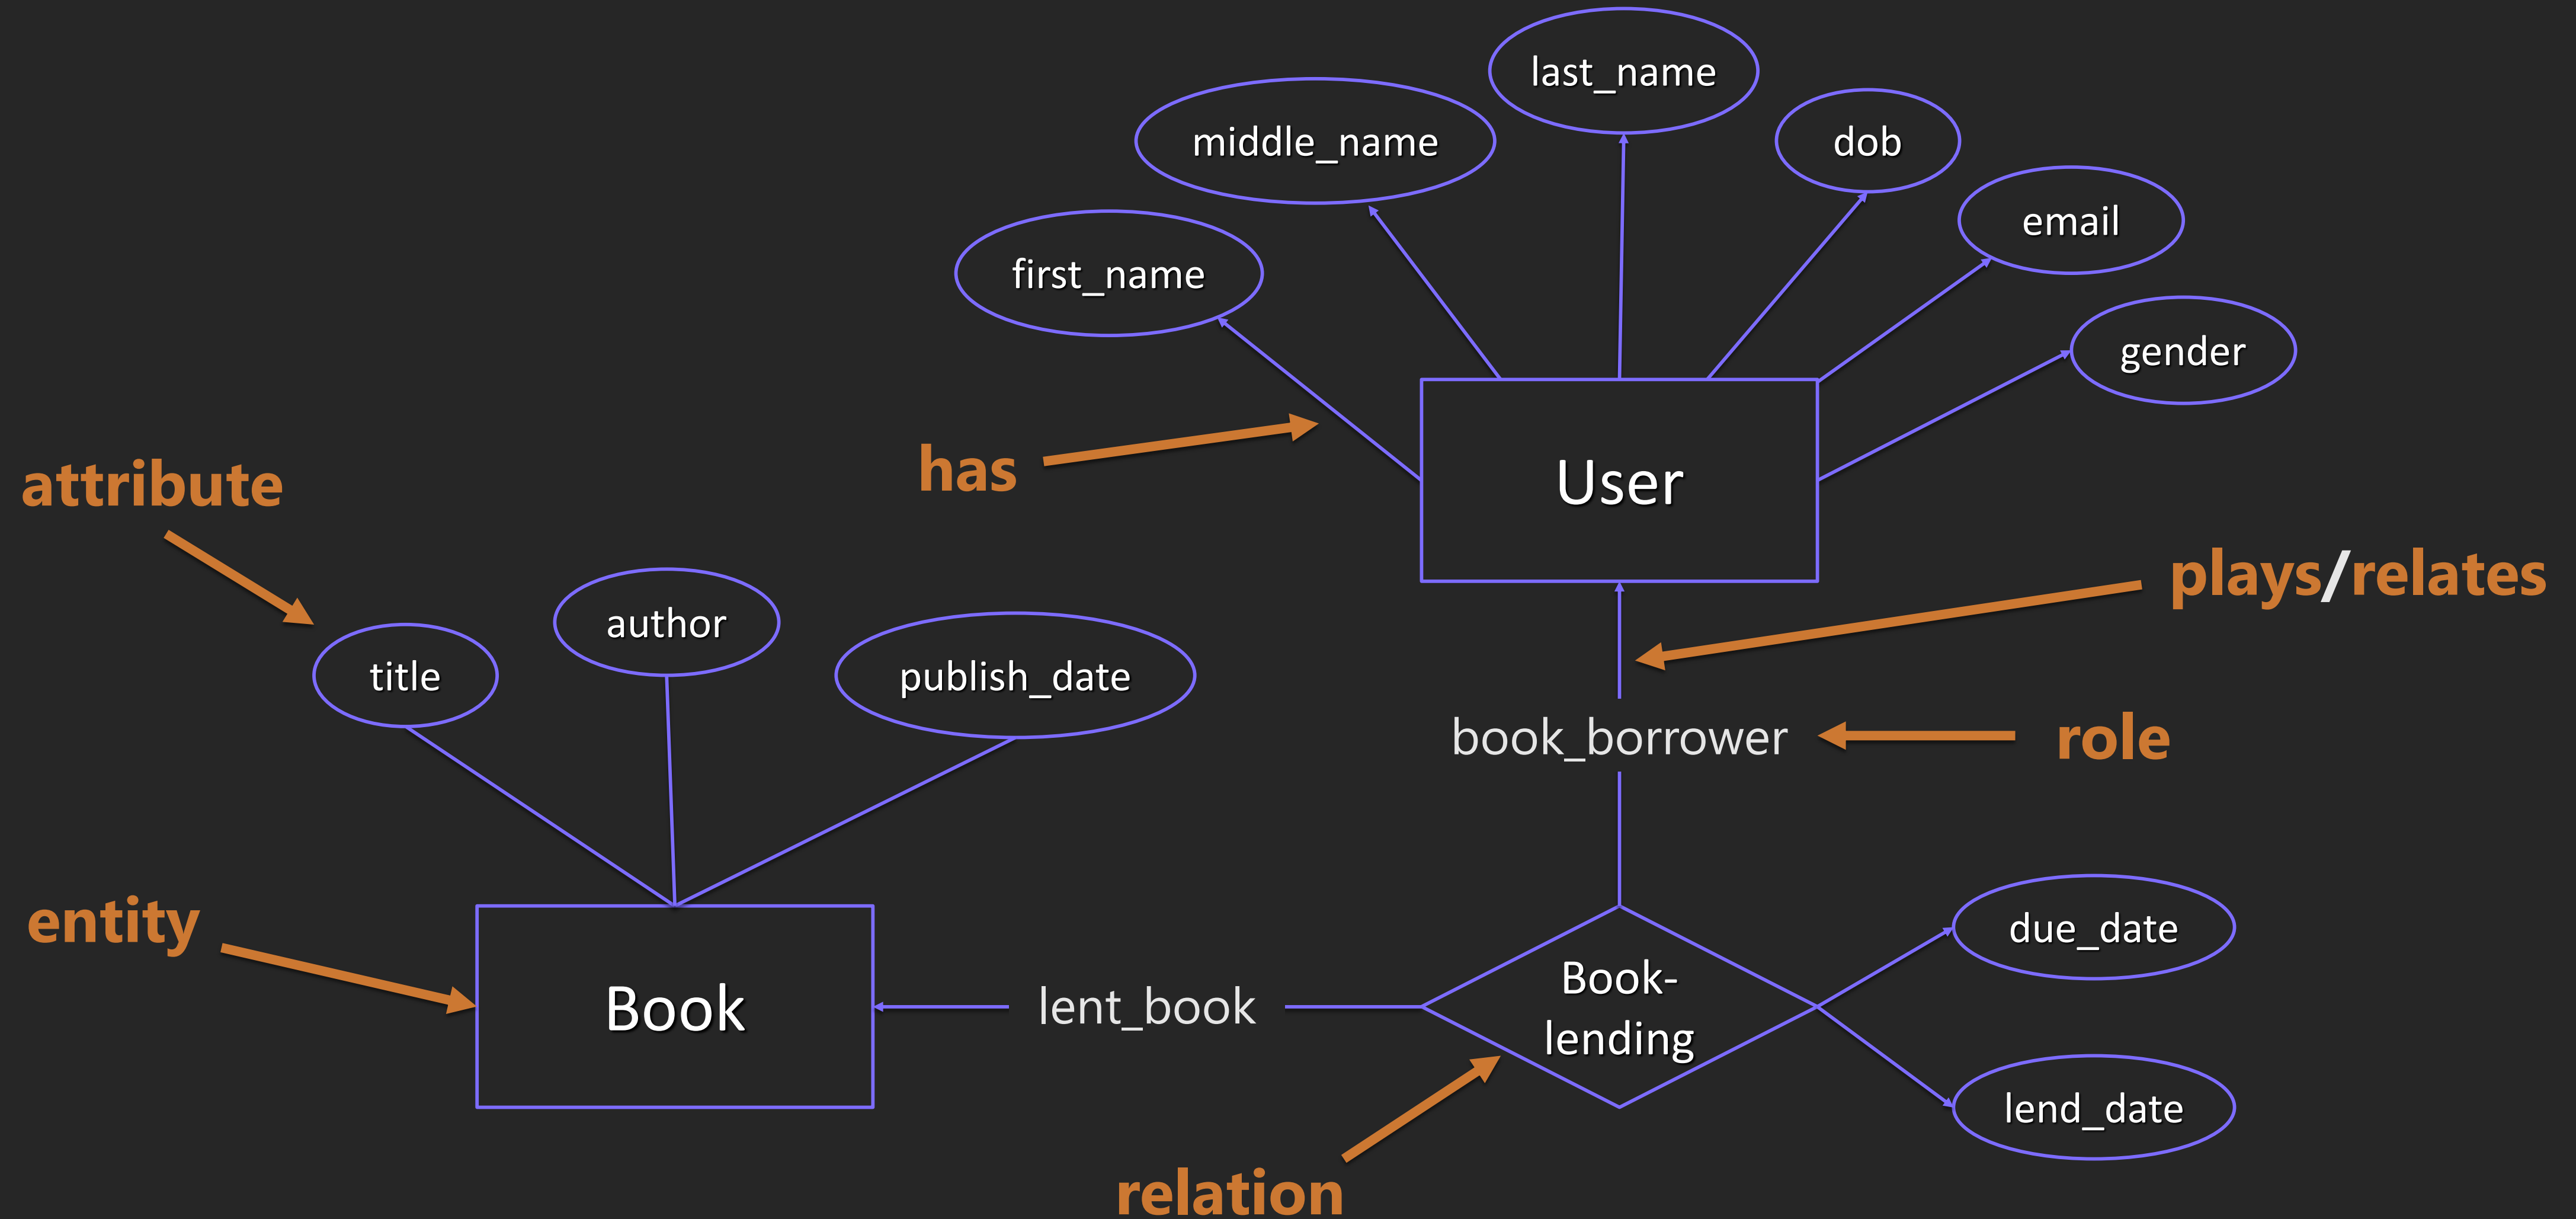 last_name
middle_name
dob
email
first_name
gender
has
User
attribute
plays/relates
author
title
publish_date
book_borrower
role
entity
due_date
Book-
lending
Book
lent_book
lend_date
relation